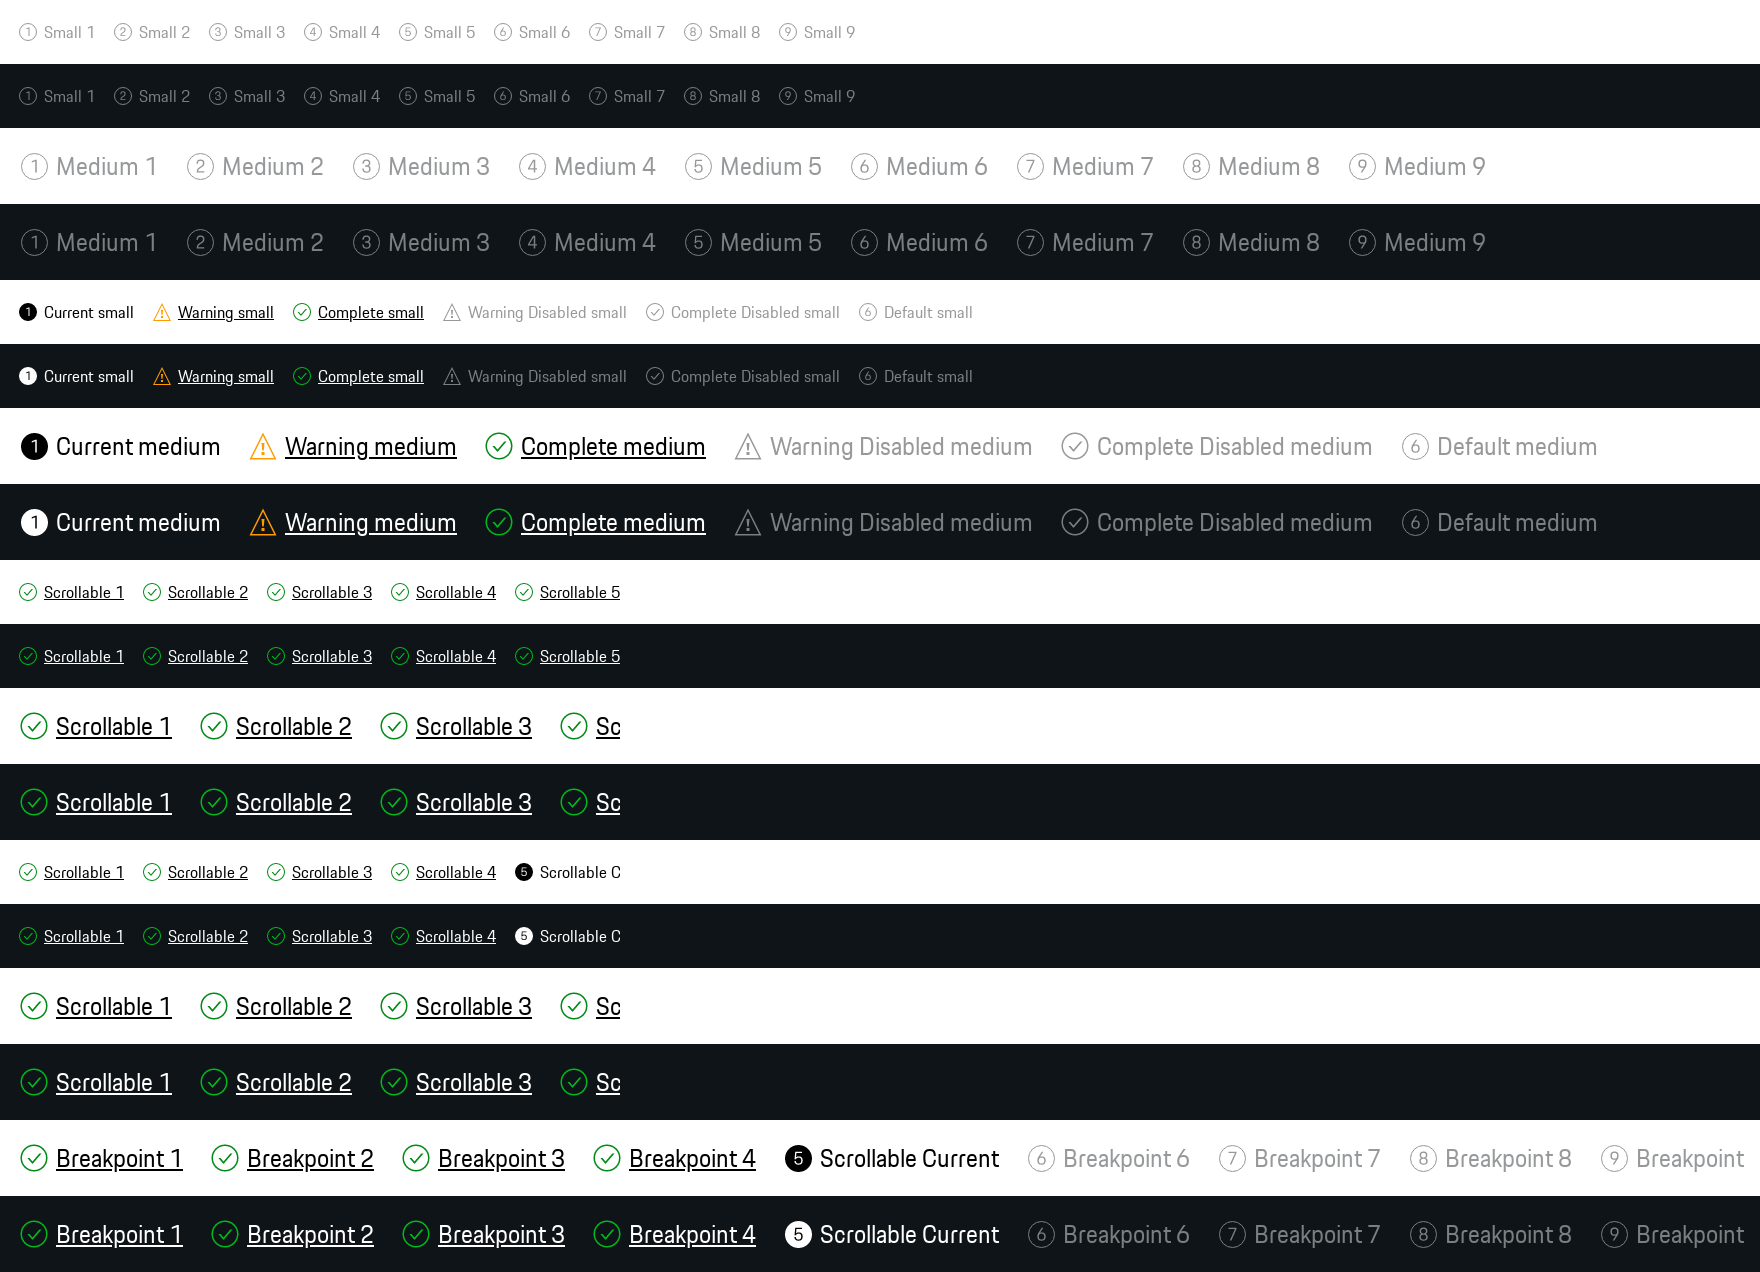 1 Small 1 2 Small 2 3 Small 3 4 Small 4 5 Small 5 6 Small 6 7 Small 7 8 Small 8 9 Small 9
1 Small 1 2 Small 2 3 Small 3 4 Small 4 5 Small 5 6 Small 6 7 Small 7 8 Small 8 9 Small 9
1 Medium 1 2 Medium 2 3 Medium 3 4 Medium 4 5 Medium 5 6 Medium 6 7 Medium 7 8 Medium 8 9 Medium 9
1 Medium 1 2 Medium 2 3 Medium 3 4 Medium 4 5 Medium 5 6 Medium 6 7 Medium 7 8 Medium 8 9 Medium 9
1 Current small Warning small Complete small Warning Disabled small Complete Disabled small 6 Default small
1 Current small Warning small Complete small Warning Disabled small Complete Disabled small 6 Default small
1 Current medium Warning medium Complete medium Warning Disabled medium Complete Disabled medium 6 Default medium
1 Current medium Warning medium Complete medium Warning Disabled medium Complete Disabled medium 6 Default medium
Scrollable 1 Scrollable 2 Scrollable 3 Scrollable 4 Scrollable 5
Scrollable 1 Scrollable 2 Scrollable 3 Scrollable 4 Scrollable 5
Scrollable 1 Scrollable 2 Scrollable 3 Sc
Scrollable 1 Scrollable 2 Scrollable 3 Sc
Scrollable 1 Scrollable 2 Scrollable 3 Scrollable 4 5 Scrollable C
Scrollable 1 Scrollable 2 Scrollable 3 Scrollable 4 5 Scrollable C
Scrollable 1 Scrollable 2 Scrollable 3 Sc
Scrollable 1 Scrollable 2 Scrollable 3 Sc
Breakpoint 1 Breakpoint 2 Breakpoint 3 Breakpoint 4 5 Scrollable Current 6 Breakpoint 6 7 Breakpoint 7 8 Breakpoint 8 9 Breakpoint
Breakpoint 1 Breakpoint 2 Breakpoint 3 Breakpoint 4 5 Scrollable Current 6 Breakpoint 6 7 Breakpoint 7 8 Breakpoint 8 9 Breakpoint